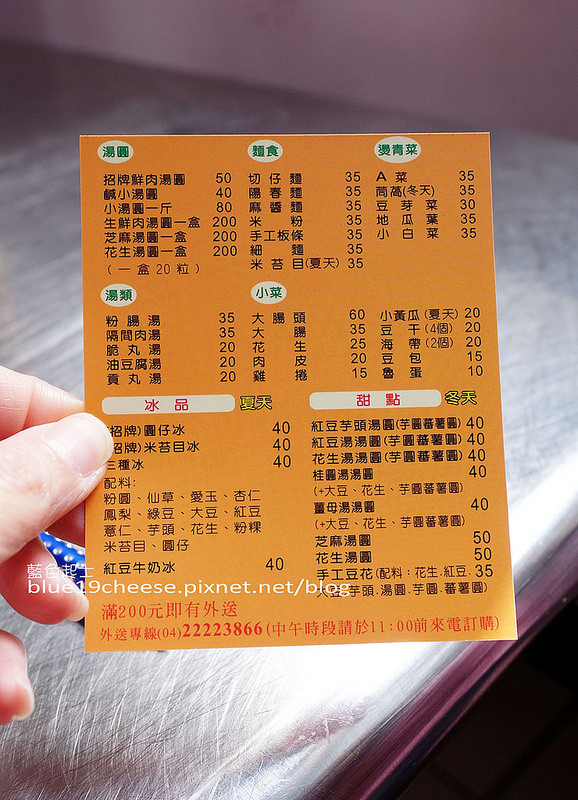 湯圓
招牌鮮肉湯圓 50
鹹小湯圓 40
小湯圓一斤 80
生鮮肉湯圓一盒 200
芝麻湯圓一盒 200
花生湯圓一盒 200
(一盒20粒)
麵食
切仔麵 35
陽春麵 35
麻醬麵 35
米粉 35
手工板條 35
細麵 35
米苔目(夏天) 35
燙青菜
A菜 35
茼萵(冬天) 35
豆芽菜 30
地瓜葉 35
小白菜 35
湯類
粉腸湯 35
隔間肉湯 35
脆丸湯 20
油豆腐湯 20
貢丸湯 20
小菜
大腸頭 60
大腸 35
花生 25
肉皮 20
雞捲 15
小黃瓜(夏天) 20
豆干(4個) 20
海帶(2個) 20
豆包 15
魯蛋 10
冰品 夏天
招牌)圓仔冰 40
招牌)米苔目冰 40
三種冰 40
配料:
粉圓、仙草、愛玉、杏仁
鳳梨、綠豆、大豆、紅豆
薏仁、芋頭、花生、粉粿
米苔目、圓仔
紅豆牛奶冰 40
甜點 冬天
紅豆芋頭湯圓(芋圓蕃薯圓) 40
紅豆湯湯圓(芋圓蕃薯圓) 40
花生湯湯圓(芋圓蕃薯圓) 40
桂圓湯湯圓 40
(+大豆、花生、芋圓蕃薯圓)
薑母湯湯圓 40
(+大豆、花生、芋圓蕃薯圓)
芝麻湯圓 50
花生湯圓 50
手工豆花(配料:花生.紅豆. 35
大豆.芋頭.湯圓.芋圓.蕃薯圓)
藍色起士
blue19cheese.pixnet.net/blog
滿200元即有外送
外送專線(04)22223866(中午時段請於11:00前來電訂購)